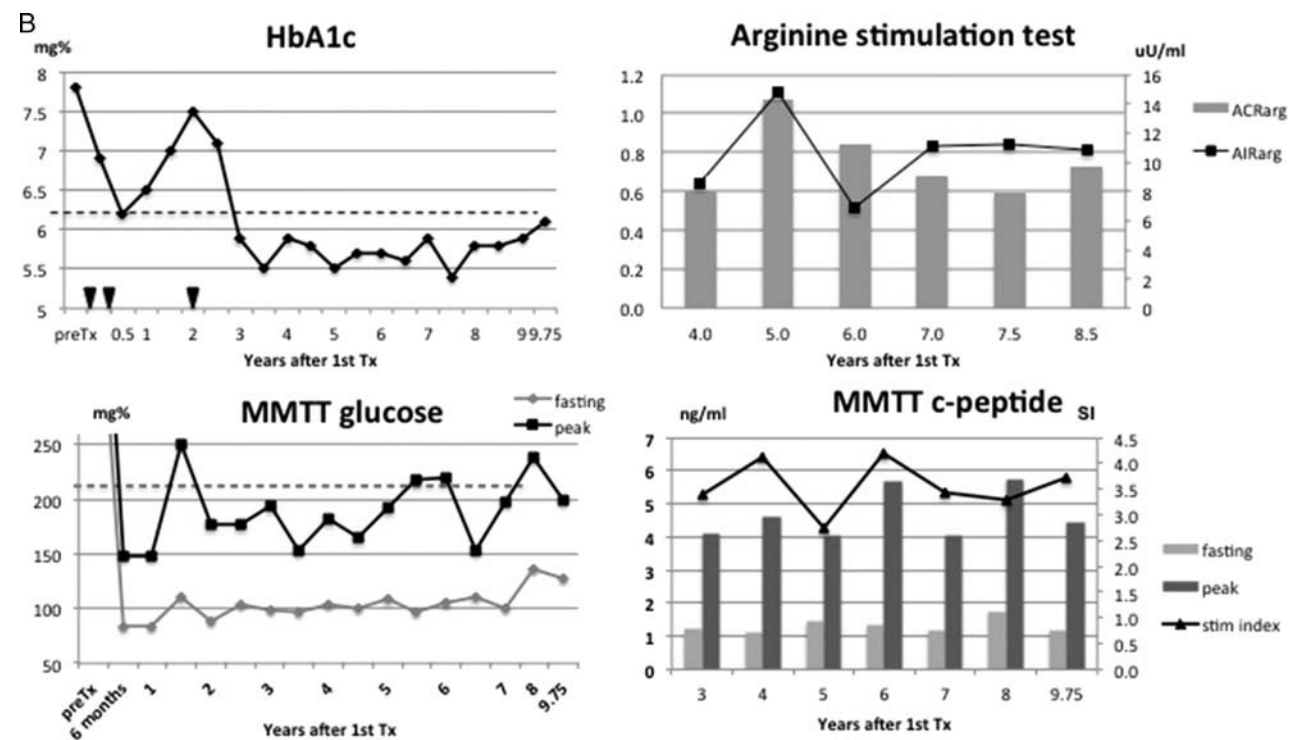 B
HbA1c
mg%
8
7.5
7
6.5
6
5.5
5
preTx 0.5 1 2 3 4 5 6 7 8 9 9.75
Years after 1st Tx
Arginine stimulation test
uU/ml
1.2
1.0
0.8
0.6
0.4
0.2
0.0
16
14
12
10
8
6
4
2
0
4.0 5.0 6.0 7.0 7.5 8.5
Years after 1st Tx
ACRarg
AIRarg
MMTT glucose
mg%
fasting
peak
250
200
150
100
50
preTx 6 months 1 2 3 4 5 6 7 8 9.75
Years after 1st Tx
MMTT c-peptide
ng/ml
SI
7
6
5
4
3
2
1
0
4.5
4.0
3.5
3.0
2.5
2.0
1.5
1.0
0.5
0.0
3 4 5 6 7 8 9.75
Years after 1st Tx
fasting
peak
stim index